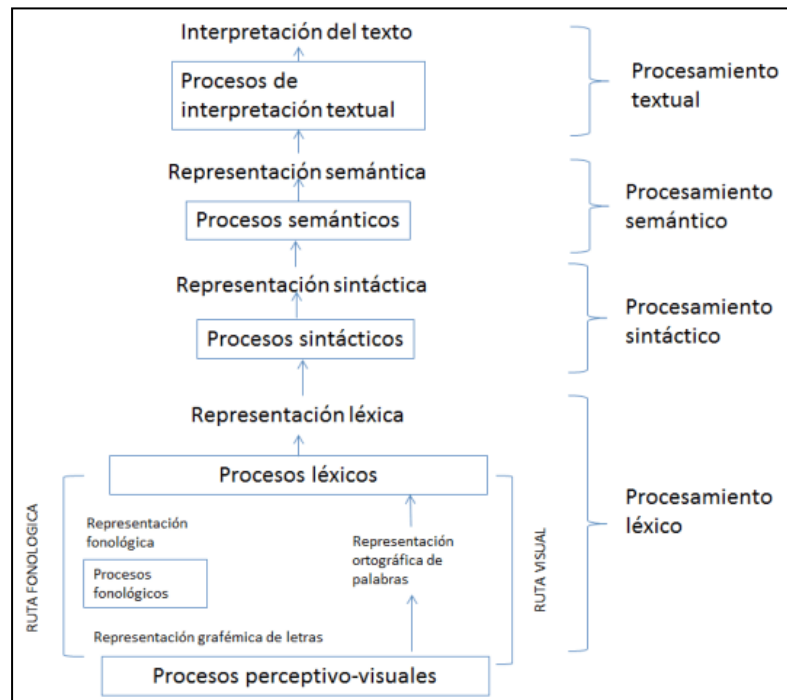 Interpretación del texto
Procesos de
interpretación textual
Procesamiento
textual
Representación semántica
Procesos semánticos
Procesamiento
semántico
Representación sintáctica
Procesos sintácticos
Procesamiento
sintáctico
Representación léxica
Procesos léxicos
Procesamiento
léxico
RUTA FONOLOGICA
Representación
fonológica
Procesos
fonológicos
Representación
ortográfica de
palabras
RUTA VISUAL
Representación grafémica de letras
Procesos perceptivo-visuales